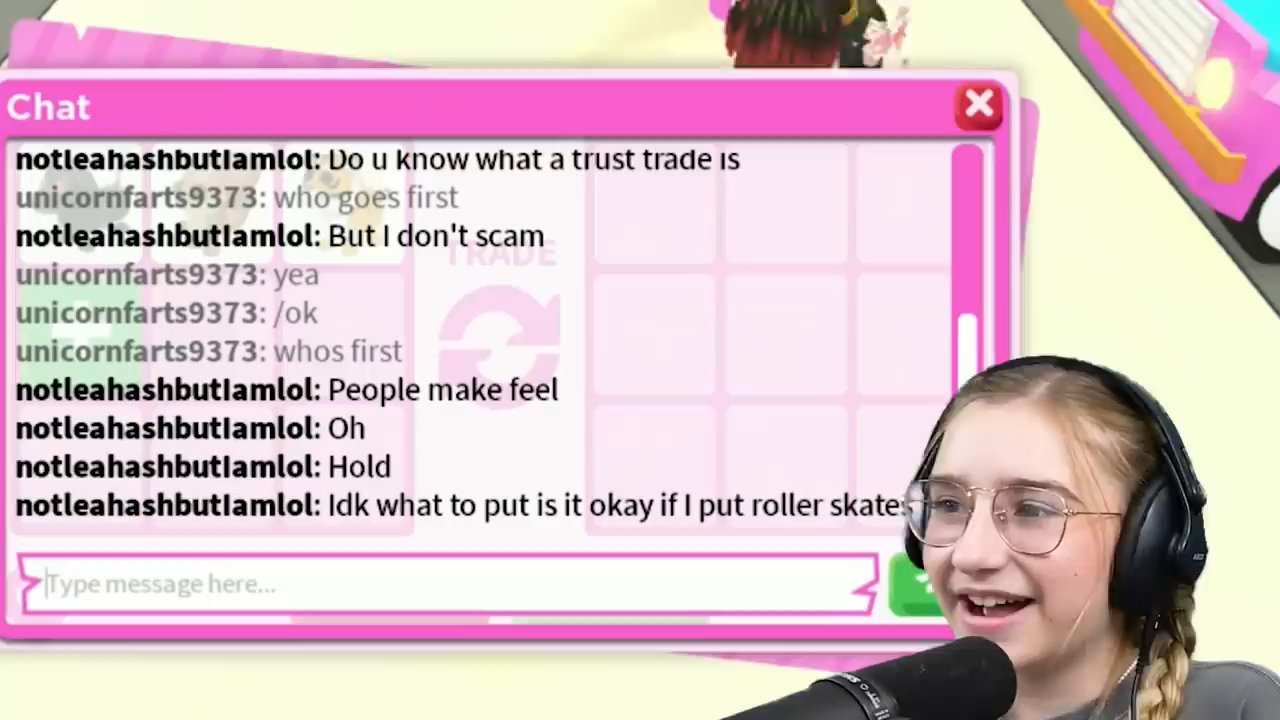 Chat
notleahashbutIamlol: Do u know what a trust trade is
unicornfarts9373: who goes first
notleahashbutIamlol: But I don't scam
TRADE
unicornfarts9373: yea
unicornfarts9373: /ok
unicornfarts9373: whos first
notleahashbutIamlol: People make feel
notleahashbutIamlol: Oh
notleahashbutIamlol: Hold
notleahashbutIamlol: Idk what to put is it okay if I put roller skates
Type message here...